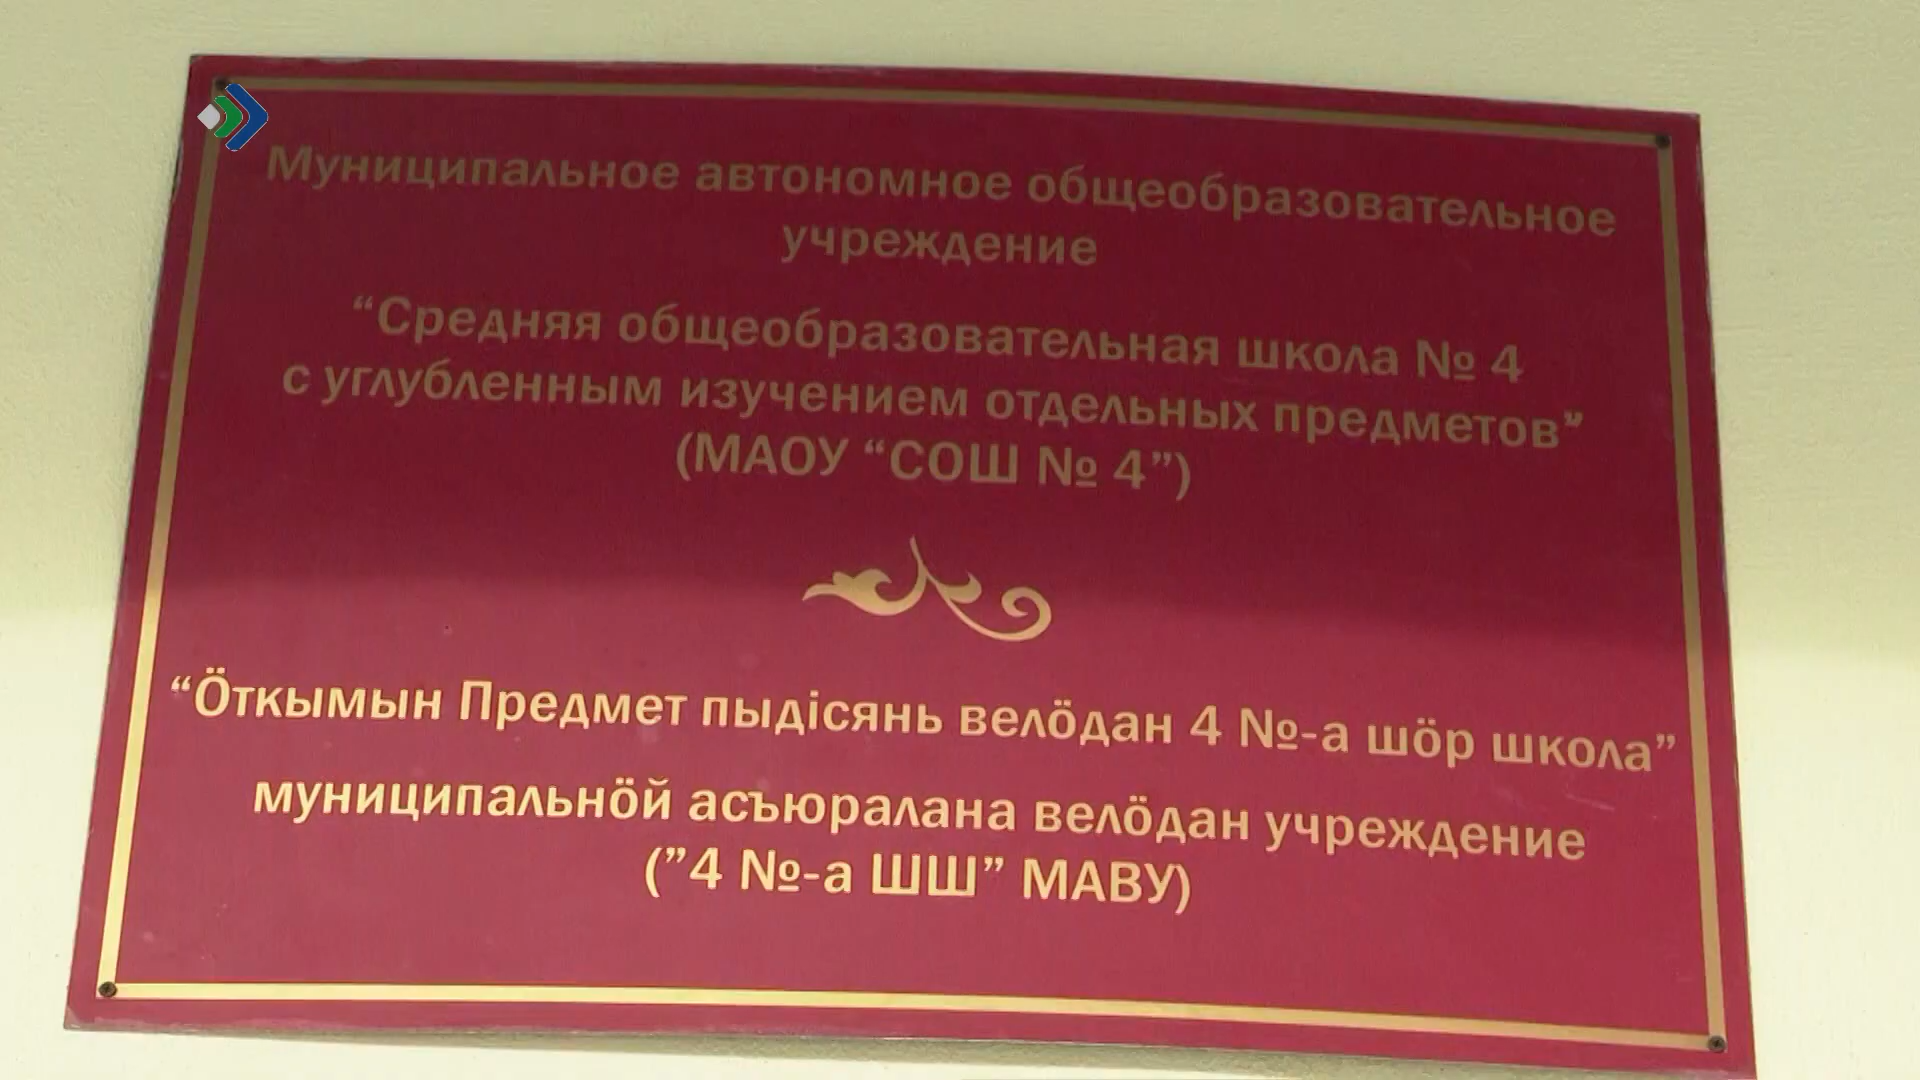 Муниципальное автономное общеобразовательное
учреждение
“Средняя общеобразовательная школа № 4
с углубленным изучением отдельных предметов”
(МАОУ “СОШ № 4”)
“Ӧткымын Предмет пыдісянь велӧдан 4 №-а шӧр школа”
муниципальнӧй асъюралана велӧдан учреждение
(”4 №-а ШШ” МАВУ)